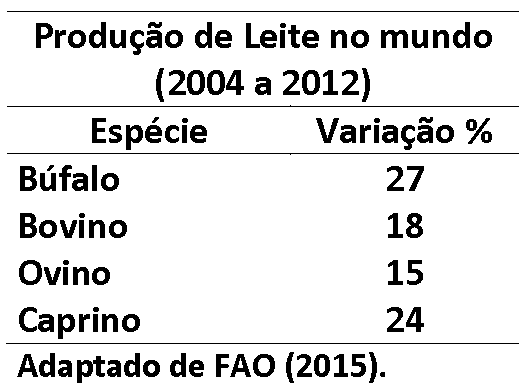 Produção de Leite no mundo
(2004 a 2012)
Espécie Variação %
Búfalo 27
Bovino 18
Ovino 15
Caprino 24
Adaptado de FAO (2015).